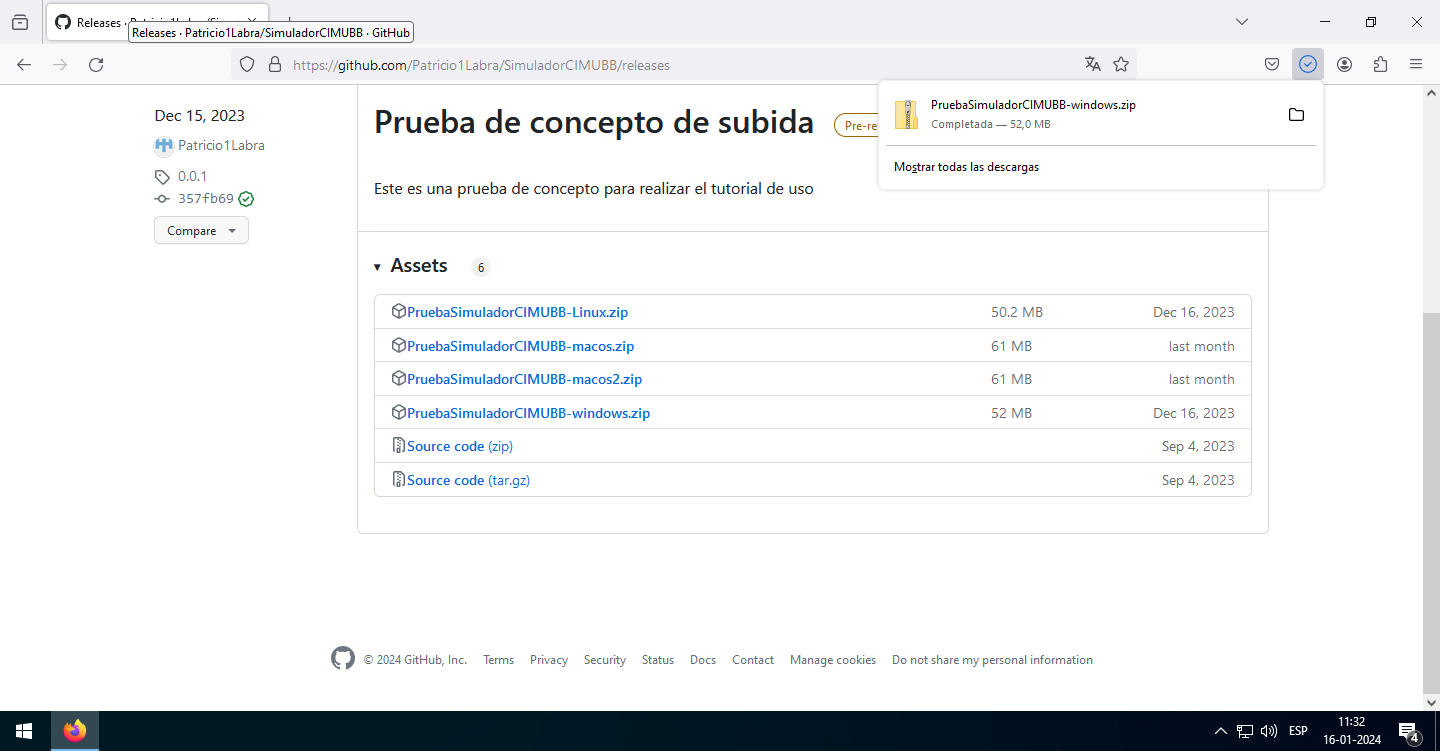 Releases · Patricio1Labra/Simu
Releases · Patricio1Labra/SimuladorCIMUBB · GitHub
https://github.com/Patricio1Labra/SimuladorCIMUBB/releases
PruebaSimuladorCIMUBB-windows.zip
Completada — 52,0 MB
Mostrar todas las descargas
Dec 15, 2023
Patricio1Labra
0.0.1
357fb69
Compare
Prueba de concepto de subida
Pre-re
Este es una prueba de concepto para realizar el tutorial de uso
Assets 6
PruebaSimuladorCIMUBB-Linux.zip 50.2 MB Dec 16, 2023
PruebaSimuladorCIMUBB-macos.zip 61 MB last month
PruebaSimuladorCIMUBB-macos2.zip 61 MB last month
PruebaSimuladorCIMUBB-windows.zip 52 MB Dec 16, 2023
Source code (zip) Sep 4, 2023
Source code (tar.gz) Sep 4, 2023
© 2024 GitHub, Inc. Terms Privacy Security Status Docs Contact Manage cookies Do not share my personal information
ESP
11:32
16-01-2024
4